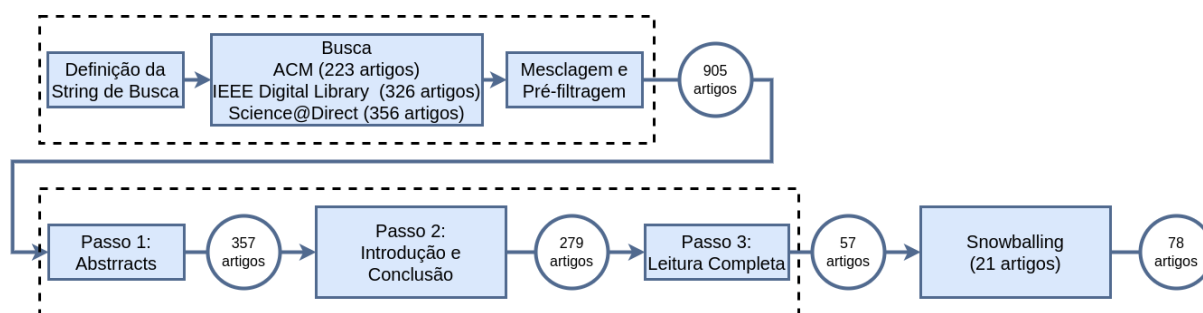 Definição da
String de Busca
Busca
ACM (223 artigos)
IEEE Digital Library (326 artigos)
Science@Direct (356 artigos)
Mesclagem e
Pré-filtragem
905
artigos
Passo 1:
Abstrracts
357
artigos
Passo 2:
Introdução e
Conclusão
279
artigos
Passo 3:
Leitura Completa
57
artigos
Snowballing
(21 artigos)
78
artigos